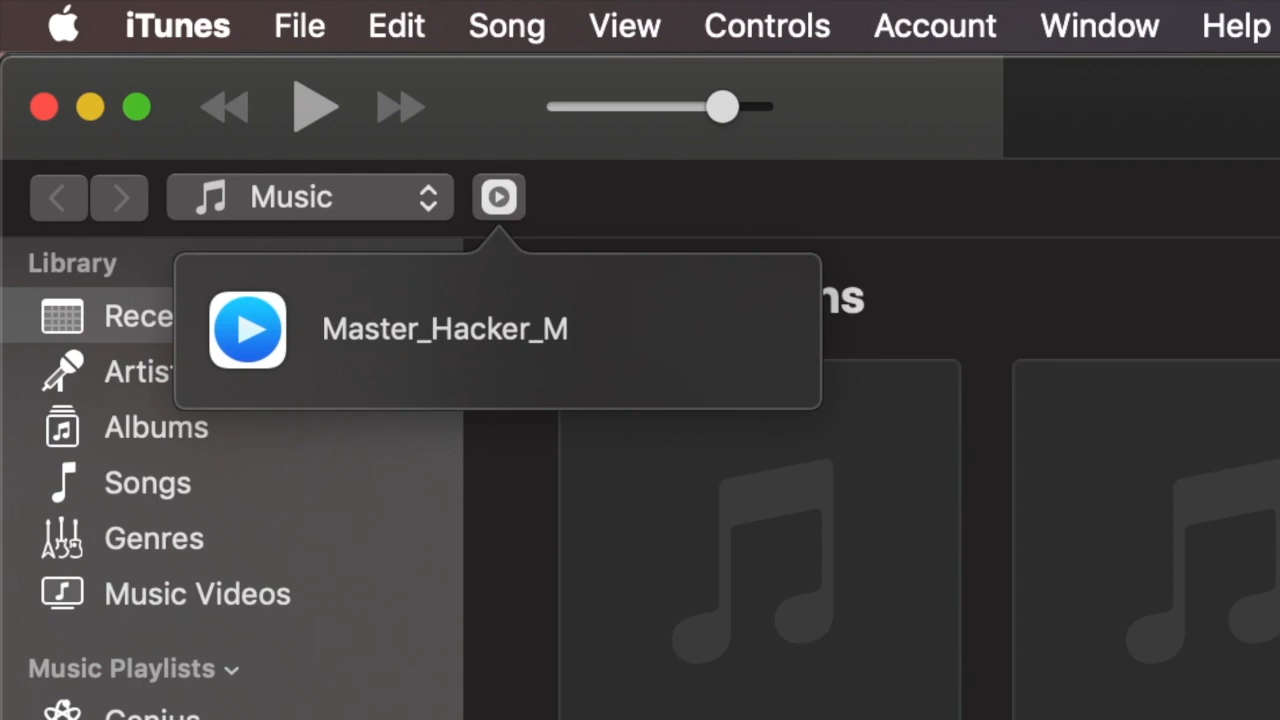 iTunes File Edit Song View Controls Account Window Help
Music
Library
Master_Hacker_M
Albums
Songs
Genres
Music Videos
Music Playlists